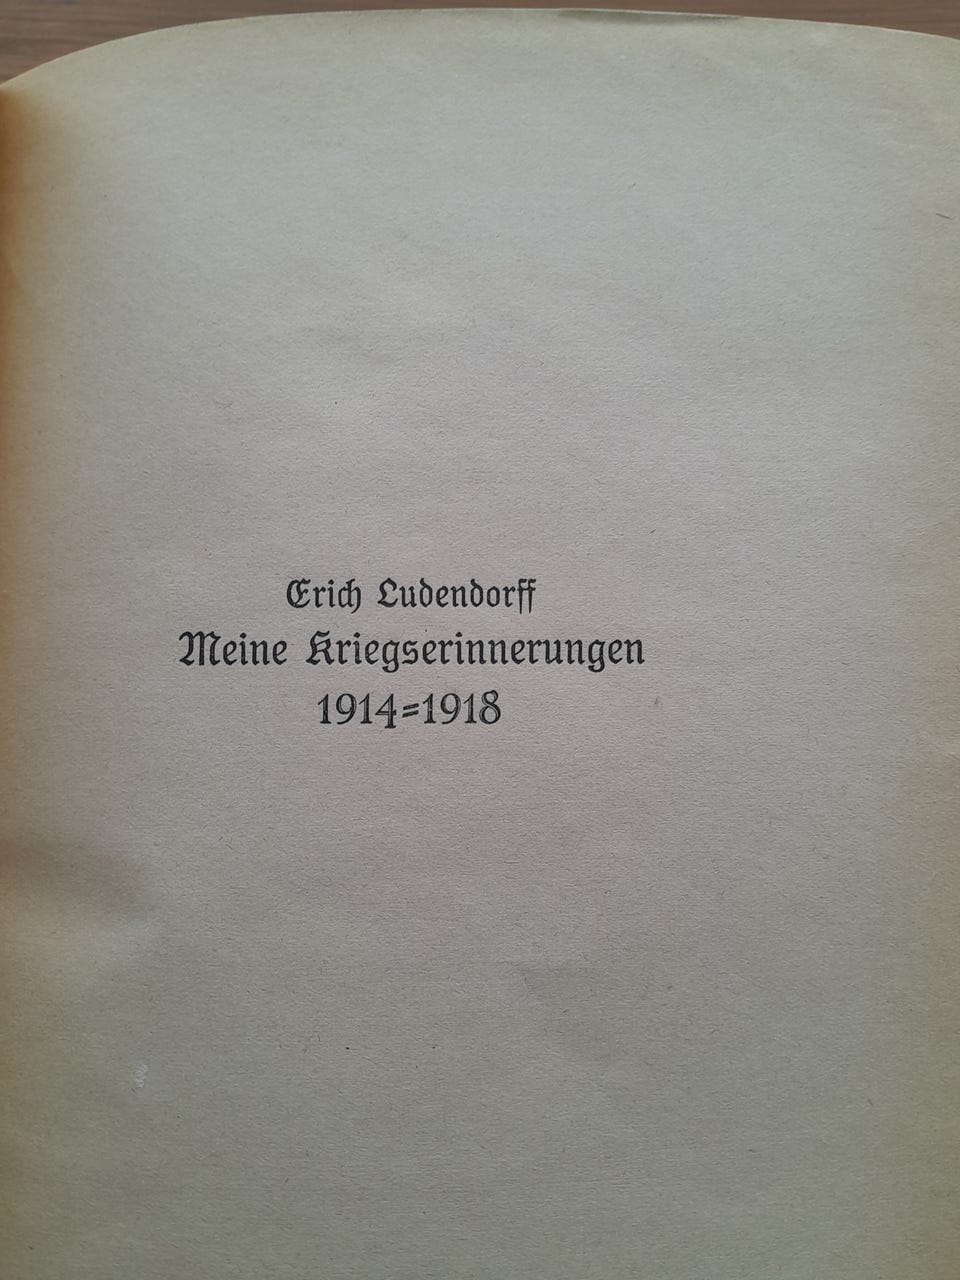 Erich Ludendorff
Meine Kriegserinnerungen
1914=1918